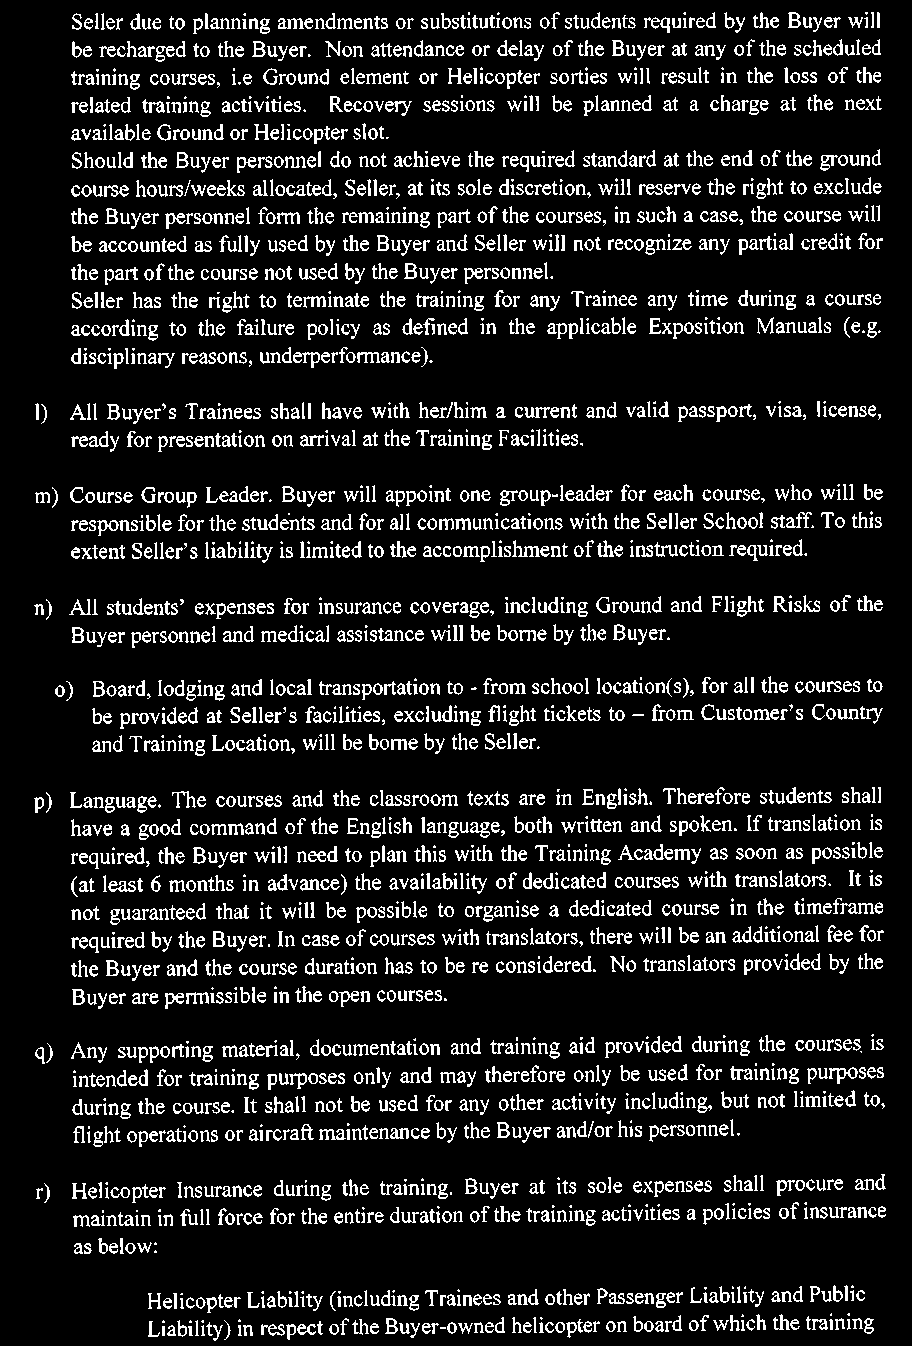 Seller due to planning amendments or substitutions of students required by the Buyer will
be recharged to the Buyer. Non attendance or delay of the Buyer at any of the scheduled
training courses, i.e Ground element or Helicopter sorties will result in the loss of the
related training activities. Recovery sessions will be planned at a charge at the next
available Ground or Helicopter slot.
Should the Buyer personnel do not achieve the required standard at the end of the ground
course hours/weeks allocated, Seller, at its sole discretion, will reserve the right to exclude
the Buyer personnel form the remaining part of the courses, in such a case, the course will
be accounted as fully used by the Buyer and Seller will not recognize any partial credit for
the part of the course not used by the Buyer personnel.
Seller has the right to terminate the training for any Trainee any time during a course
according to the failure policy as defined in the applicable Exposition Manuals (e.g.
disciplinary reasons, underperformance).
l) All Buyer's Trainees shall have with her/him a current and valid passport, visa, license,
ready for presentation on arrival at the Training Facilities.
m) Course Group Leader. Buyer will appoint one group-leader for each course, who will be
responsible for the students and for all communications with the Seller School staff. To this
extent Seller's liability is limited to the accomplishment of the instruction required.
n) All students' expenses for insurance coverage, including Ground and Flight Risks of the
Buyer personnel and medical assistance will be borne by the Buyer.
o) Board, lodging and local transportation to - from school location(s), for all the courses to
be provided at Seller's facilities, excluding flight tickets to – from Customer's Country
and Training Location, will be borne by the Seller.
p) Language. The courses and the classroom texts are in English. Therefore students shall
have a good command of the English language, both written and spoken. If translation is
required, the Buyer will need to plan this with the Training Academy as soon as possible
(at least 6 months in advance) the availability of dedicated courses with translators. It is
not guaranteed that it will be possible to organise a dedicated course in the timeframe
required by the Buyer. In case of courses with translators, there will be an additional fee for
the Buyer and the course duration has to be re considered. No translators provided by the
Buyer are permissible in the open courses.
q) Any supporting material, documentation and training aid provided during the courses is
intended for training purposes only and may therefore only be used for training purposes
during the course. It shall not be used for any other activity including, but not limited to,
flight operations or aircraft maintenance by the Buyer and/or his personnel.
r) Helicopter Insurance during the training. Buyer at its sole expenses shall procure and
maintain in full force for the entire duration of the training activities a policies of insurance
as below:
Helicopter Liability (including Trainees and other Passenger Liability and Public
Liability) in respect of the Buyer-owned helicopter on board of which the training